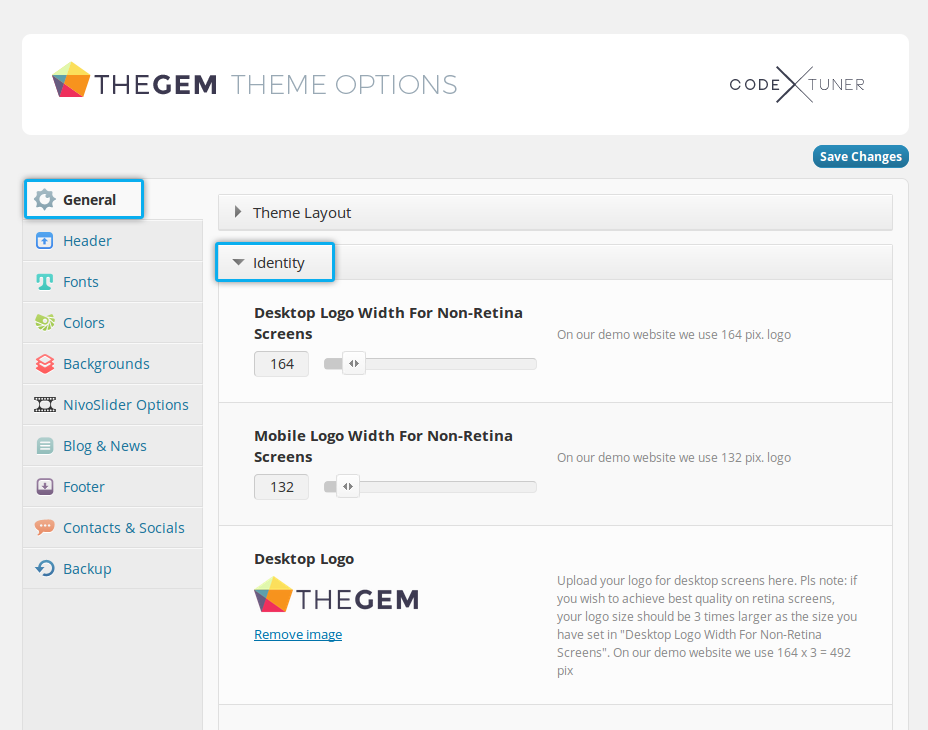 THEGEM THEME OPTIONS
CODE X TUNER
Save Changes
General
Header
Fonts
Colors
Backgrounds
NivoSlider Options
Blog & News
Footer
Contacts & Socials
Backup
Theme Layout
Identity
Desktop Logo Width For Non-Retina
Screens
164
On our demo website we use 164 pix. logo
Mobile Logo Width For Non-Retina
Screens
132
On our demo website we use 132 pix. logo
Desktop Logo
THEGEM
Remove image
Upload your logo for desktop screens here. Pls note: if
you wish to achieve best quality on retina screens,
your logo size should be 3 times larger as the size you
have set in "Desktop Logo Width For Non-Retina
Screens". On our demo website we use 164 x 3 = 492
pix